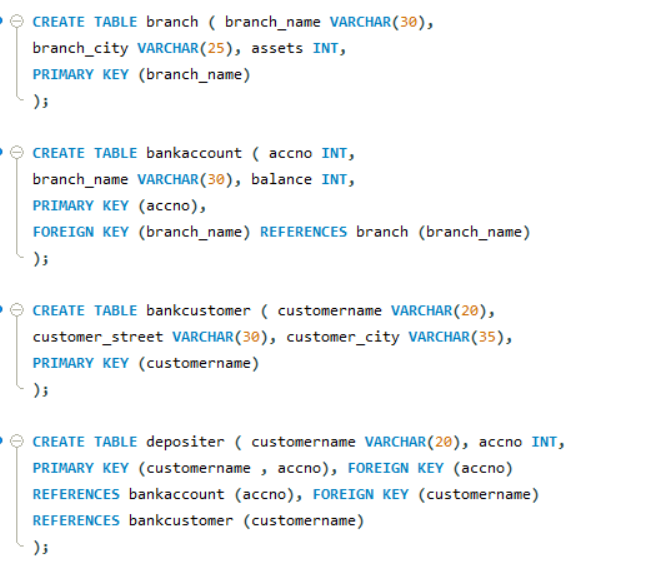 CREATE TABLE branch ( branch_name VARCHAR(30),
branch_city VARCHAR(25), assets INT,
PRIMARY KEY (branch_name)
);
CREATE TABLE bankaccount ( accno INT,
branch_name VARCHAR(30), balance INT,
PRIMARY KEY (accno),
FOREIGN KEY (branch_name) REFERENCES branch (branch_name)
);
CREATE TABLE bankcustomer ( customername VARCHAR(20),
customer_street VARCHAR(30), customer_city VARCHAR(35),
PRIMARY KEY (customername)
);
CREATE TABLE depositer ( customername VARCHAR(20), accno INT,
PRIMARY KEY (customername , accno), FOREIGN KEY (accno)
REFERENCES bankaccount (accno), FOREIGN KEY (customername)
REFERENCES bankcustomer (customername)
);